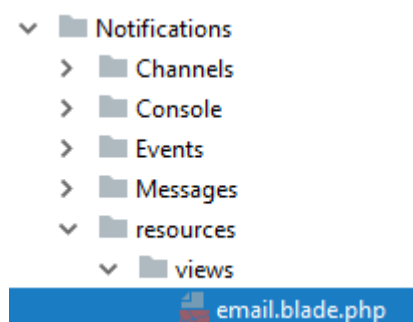 Notifications
Channels
Console
Events
Messages
resources
views
email.blade.php